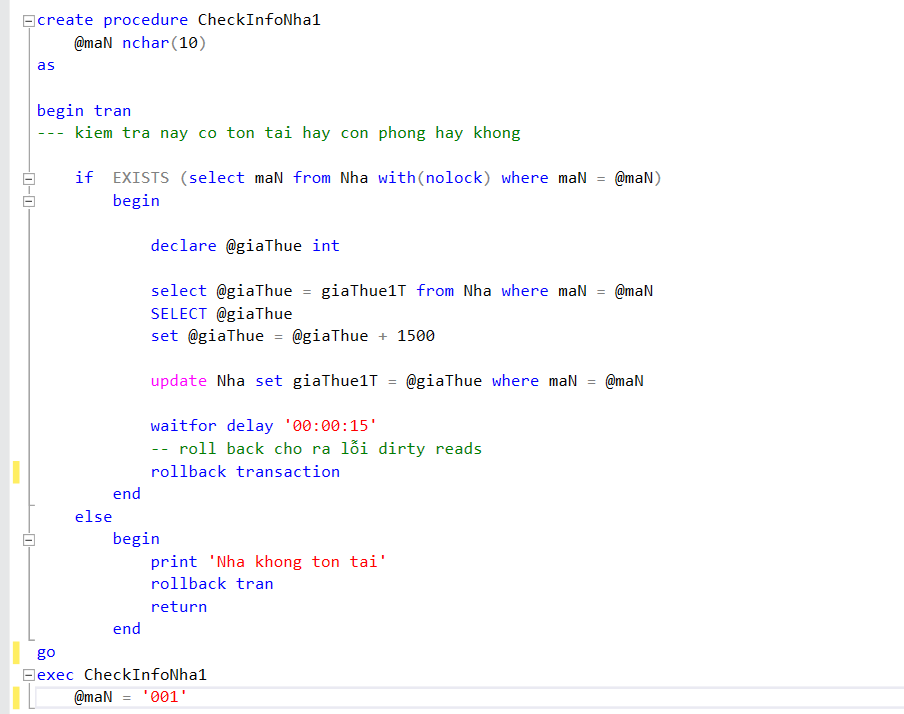 create procedure CheckInfoNha1
    @maN nchar(10)
as
begin tran
--- kiem tra nay co ton tai hay con phong hay khong
    if  EXISTS (select maN from Nha with(nolock) where maN = @maN)
        begin
            declare @giaThue int
            select @giaThue = giaThue1T from Nha where maN = @maN
            SELECT @giaThue
            set @giaThue = @giaThue + 1500
            update Nha set giaThue1T = @giaThue where maN = @maN
            waitfor delay '00:00:15'
            -- roll back cho ra lỗi dirty reads
            rollback transaction
        end
    else
        begin
            print 'Nha khong ton tai'
            rollback tran
            return
        end
go
exec CheckInfoNha1
    @maN = '001'